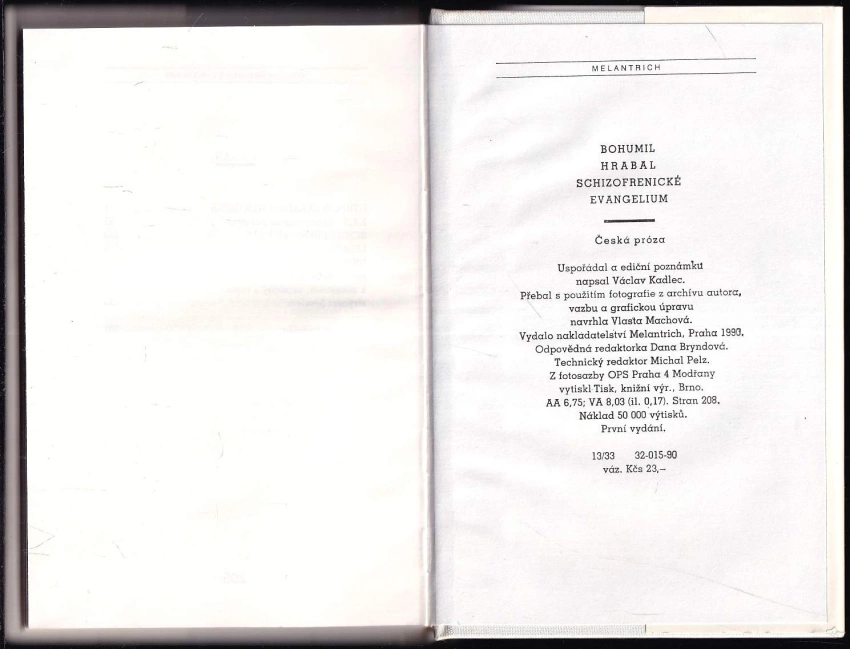 MELANTRICH
BOHUMIL
HRABAL
SCHIZOFRENICKÉ
EVANGELIUM
Česká próza
Uspořádal a ediční poznámku
napsal Václav Kadlec.
Přebal s použitím fotografie z archívu autora,
vazbu a grafickou úpravu
navrhla Vlasta Machová.
Vydalo nakladatelství Melantrich, Praha 1990.
Odpovědná redaktorka Dana Bryndová.
Technický redaktor Michal Pelz.
Z fotosazby OPS Praha 4 Modřany
vytiskl Tisk, knižní výr., Brno.
AA 6,75; VA 8,03 (il. 0,17). Stran 208.
Náklad 50 000 výtisků.
První vydání.
13/33 32-015-90
váz. Kčs 23,–